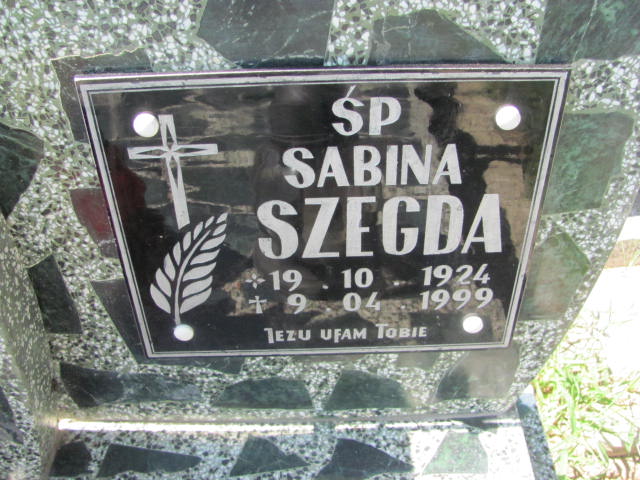 ŚP
SABINA
SZEGDA
19 . 10 . 1924
† 9 . 04 . 1999
JEZU UFAM TOBIE